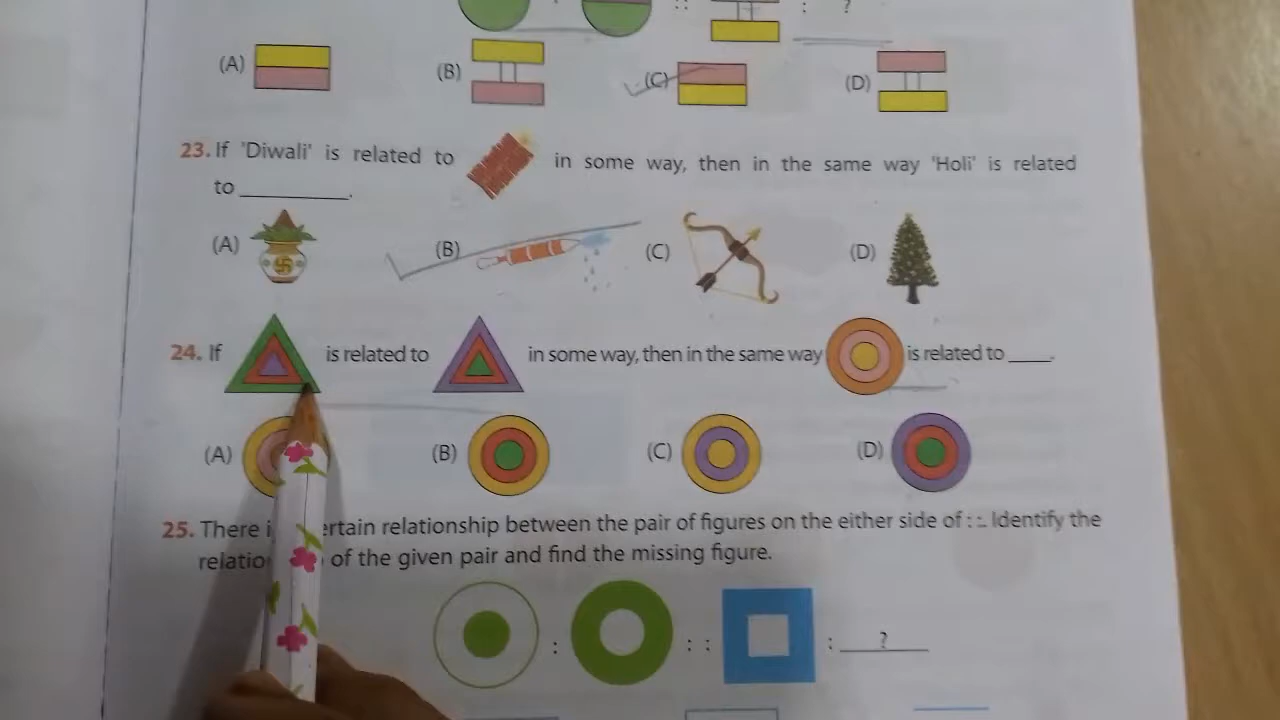 : :: : ?
(A) (B) (C) (D)
23. If 'Diwali' is related to in some way, then in the same way 'Holi' is related
to ________.
(A) (B) (C) (D)
24. If is related to in some way, then in the same way is related to ____.
(A) (B) (C) (D)
25. There ertain relationship between the pair of figures on the either side of : :. Identify the
of the given pair and find the missing figure.
: : : : ?